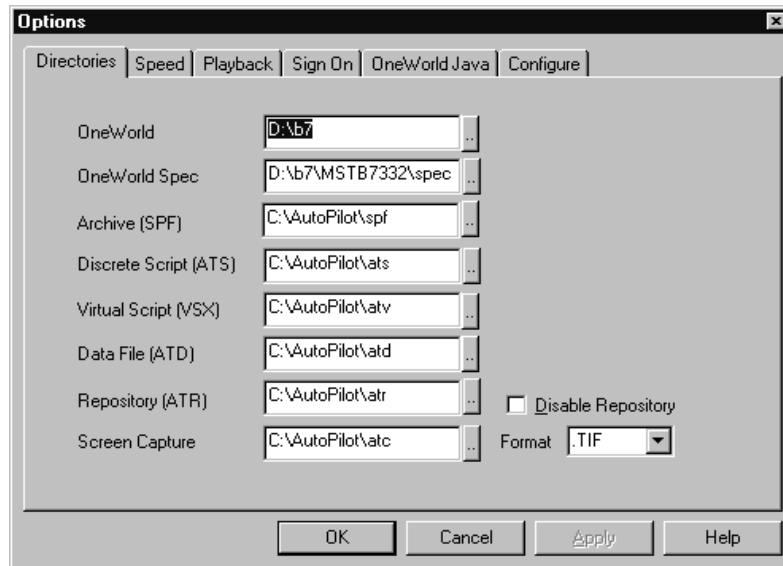 Options
Directories Speed Playback Sign On OneWorld Java Configure
OneWorld D:\b7 ..
OneWorld Spec D:\b7\MSTB7332\spec ..
Archive (SPF) C:\AutoPilot\spf ..
Discrete Script (ATS) C:\AutoPilot\ats ..
Virtual Script (VSX) C:\AutoPilot\atv ..
Data File (ATD) C:\AutoPilot\atd ..
Repository (ATR) C:\AutoPilot\atr .. Disable Repository
Screen Capture C:\AutoPilot\atc .. Format .TIF
OK Cancel Apply Help